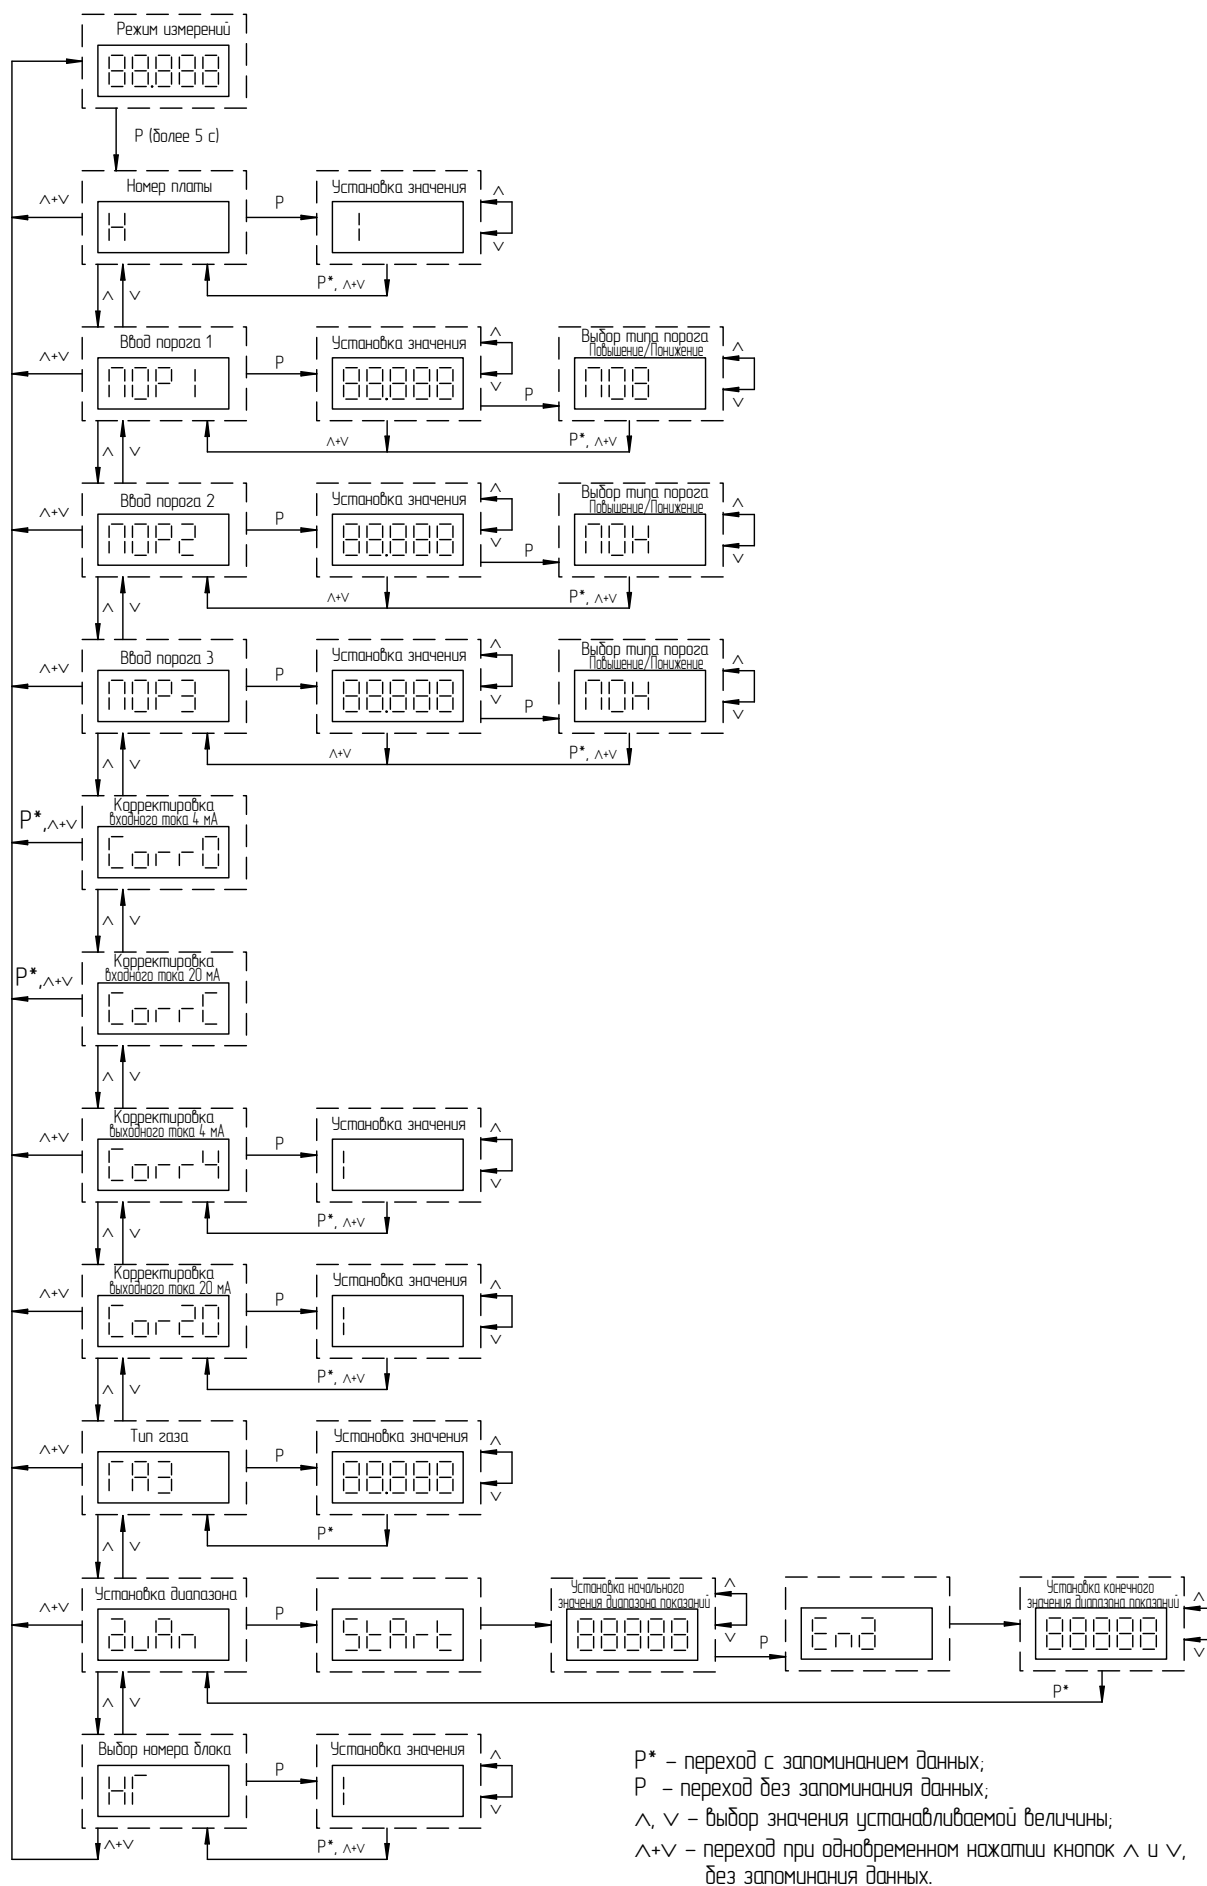 Режим измерений
88.888
P (более 5 с)
Номер платы
Н
^+v
P
Установка значения
1
^
v
P*, ^+v
^ v
Ввод порога 1
ПОР1
^+v
P
Установка значения
88.888
^
v
P
Выбор типа порога
Повышение/Понижение
ПОВ
^
v
^+v
P*, ^+v
^ v
Ввод порога 2
ПОР2
^+v
P
Установка значения
88.888
^
v
P
Выбор типа порога
Повышение/Понижение
ПОН
^
v
^+v
P*, ^+v
^ v
Ввод порога 3
ПОР3
^+v
P
Установка значения
88.888
^
v
P
Выбор типа порога
Повышение/Понижение
ПОН
^
v
^+v
P*, ^+v
^ v
Корректировка
входного тока 4 мА
Corr0
P*,^+v
^ v
Корректировка
входного тока 20 мА
CorrC
P*,^+v
^ v
Корректировка
выходного тока 4 мА
Corr4
^+v
P
Установка значения
1
^
v
P*, ^+v
^ v
Корректировка
выходного тока 20 мА
Cor20
^+v
P
Установка значения
1
^
v
P*, ^+v
^ v
Тип газа
ГАЗ
^+v
P
Установка значения
88.888
^
v
P*
^ v
Установка диапазона
диАп
^+v
P
StArt
Установка начального
значения диапазона показаний
88888
^
v
P
End
Установка конечного
значения диапазона показаний
88888
^
v
P*
^ v
Выбор номера блока
НГ
P
Установка значения
1
^
v
^+v
P*, ^+v
P* – переход с запоминанием данных;
P – переход без запоминания данных;
^, v – выбор значения устанавливаемой величины;
^+v – переход при одновременном нажатии кнопок ^ и v,
без запоминания данных.